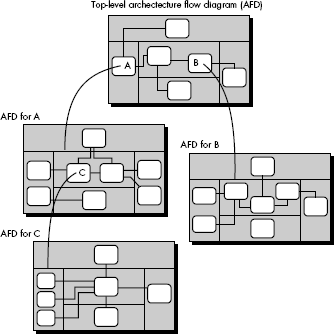 Top-level archectecture flow diagram (AFD)
A
B
AFD for A
AFD for B
C
AFD for C